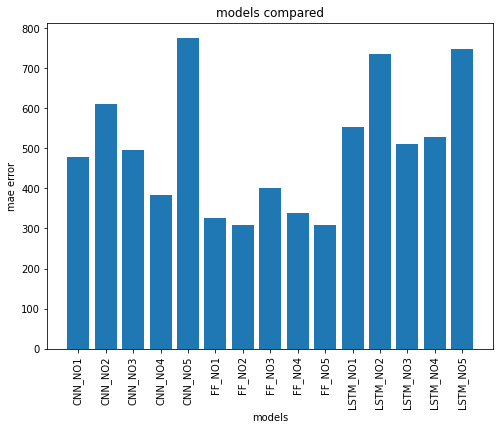 models compared
mae error
800
700
600
500
400
300
200
100
0
CNN_NO1
CNN_NO2
CNN_NO3
CNN_NO4
CNN_NO5
FF_NO1
FF_NO2
FF_NO3
FF_NO4
FF_NO5
LSTM_NO1
LSTM_NO2
LSTM_NO3
LSTM_NO4
LSTM_NO5
models